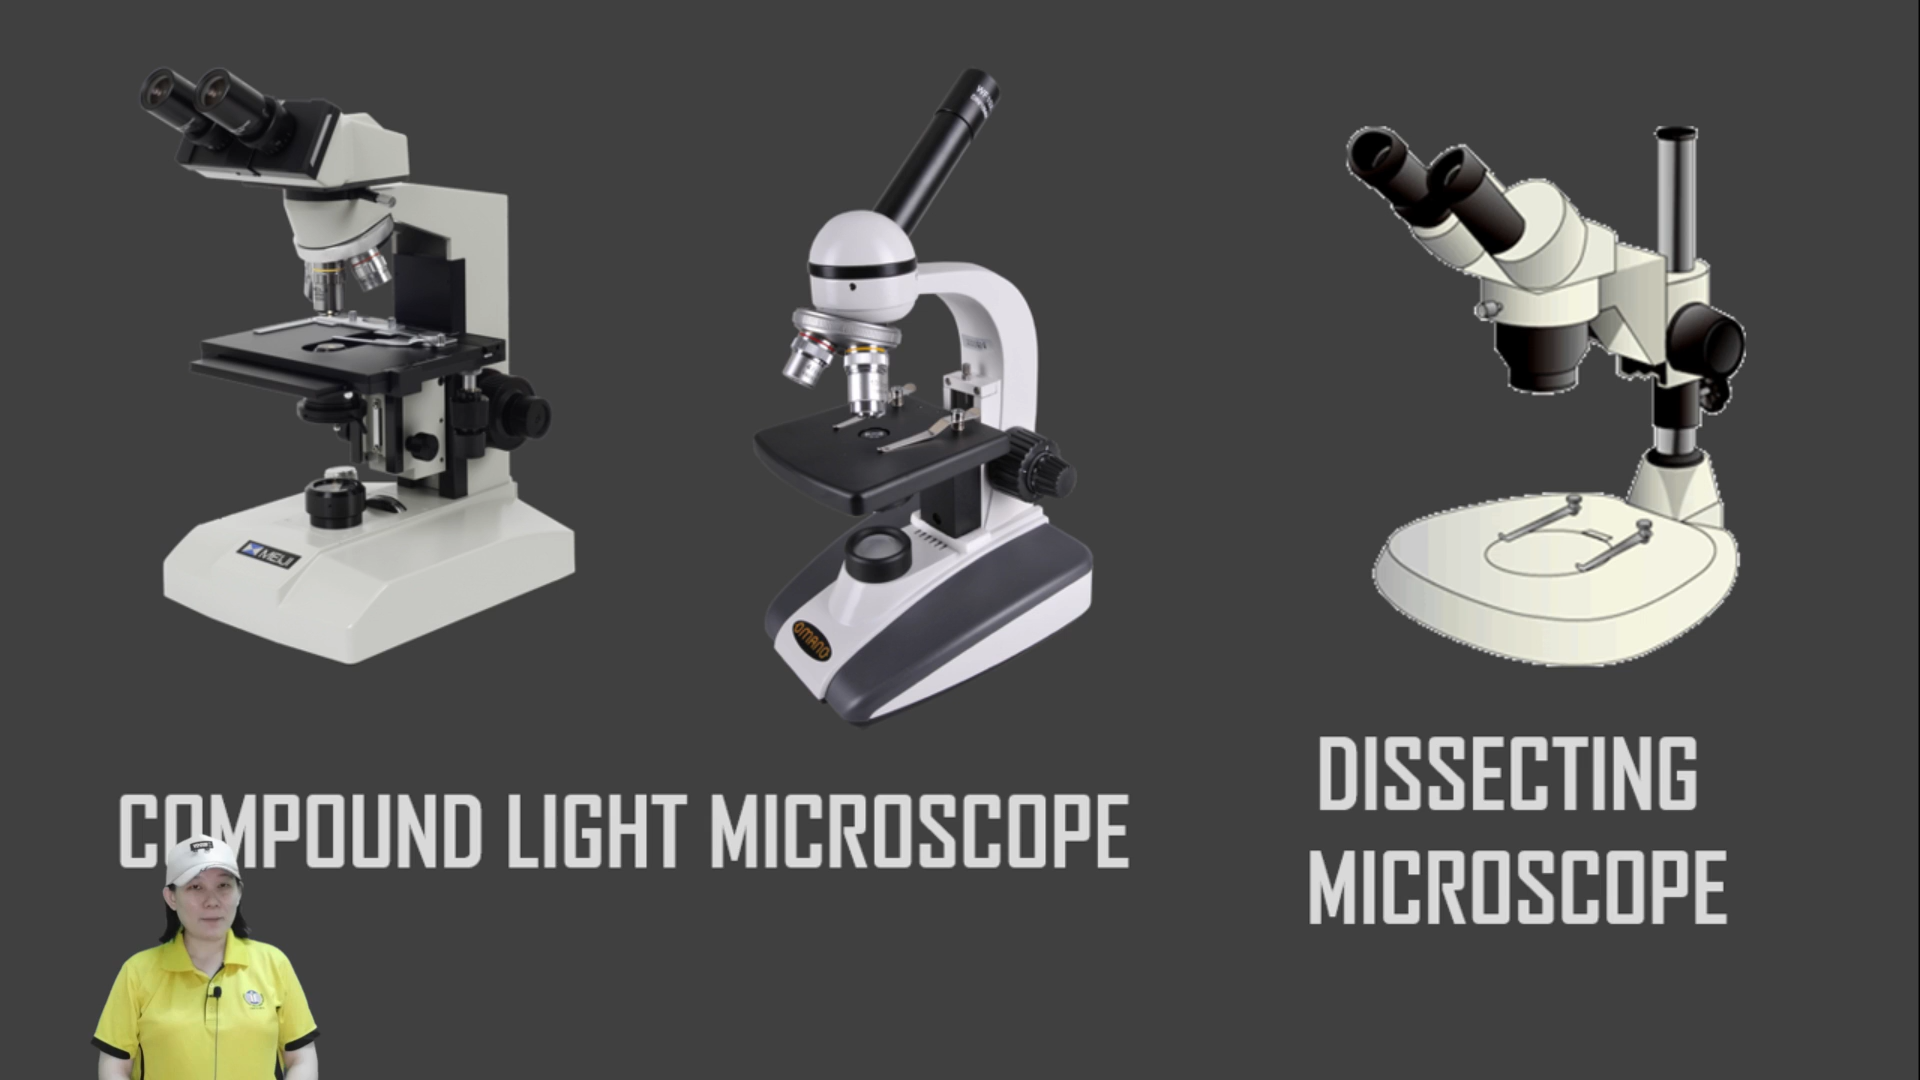 MEIJI
OMANO
COMPOUND LIGHT MICROSCOPE
DISSECTING
MICROSCOPE